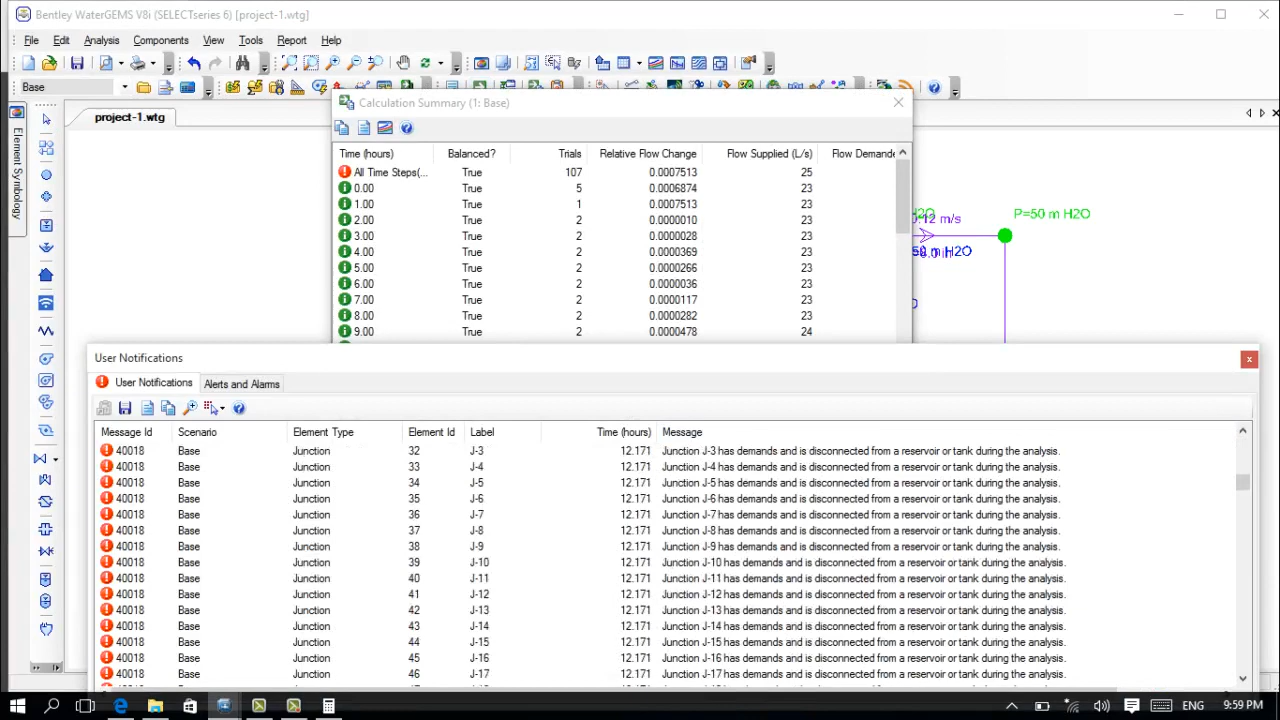 Bentley WaterGEMS V8i (SELECTseries 6) [project-1.wtg]
File Edit Analysis Components View Tools Report Help
Base
project-1.wtg
Element Symbology
Calculation Summary (1: Base)
Time (hours) Balanced? Trials Relative Flow Change Flow Supplied (L/s) Flow Demande
All Time Steps(... True 107 0.0007513 25
0.00 True 5 0.0006874 23
1.00 True 1 0.0007513 23
2.00 True 2 0.0000010 23
3.00 True 2 0.0000028 23
4.00 True 2 0.0000369 23
5.00 True 2 0.0000266 23
6.00 True 2 0.0000036 23
7.00 True 2 0.0000117 23
8.00 True 2 0.0000282 23
9.00 True 2 0.0000478 24
P=50 m H2O
0.12 m/s
User Notifications
User Notifications Alerts and Alarms
Message Id Scenario Element Type Element Id Label Time (hours) Message
40018 Base Junction 32 J-3 12.171 Junction J-3 has demands and is disconnected from a reservoir or tank during the analysis.
40018 Base Junction 33 J-4 12.171 Junction J-4 has demands and is disconnected from a reservoir or tank during the analysis.
40018 Base Junction 34 J-5 12.171 Junction J-5 has demands and is disconnected from a reservoir or tank during the analysis.
40018 Base Junction 35 J-6 12.171 Junction J-6 has demands and is disconnected from a reservoir or tank during the analysis.
40018 Base Junction 36 J-7 12.171 Junction J-7 has demands and is disconnected from a reservoir or tank during the analysis.
40018 Base Junction 37 J-8 12.171 Junction J-8 has demands and is disconnected from a reservoir or tank during the analysis.
40018 Base Junction 38 J-9 12.171 Junction J-9 has demands and is disconnected from a reservoir or tank during the analysis.
40018 Base Junction 39 J-10 12.171 Junction J-10 has demands and is disconnected from a reservoir or tank during the analysis.
40018 Base Junction 40 J-11 12.171 Junction J-11 has demands and is disconnected from a reservoir or tank during the analysis.
40018 Base Junction 41 J-12 12.171 Junction J-12 has demands and is disconnected from a reservoir or tank during the analysis.
40018 Base Junction 42 J-13 12.171 Junction J-13 has demands and is disconnected from a reservoir or tank during the analysis.
40018 Base Junction 43 J-14 12.171 Junction J-14 has demands and is disconnected from a reservoir or tank during the analysis.
40018 Base Junction 44 J-15 12.171 Junction J-15 has demands and is disconnected from a reservoir or tank during the analysis.
40018 Base Junction 45 J-16 12.171 Junction J-16 has demands and is disconnected from a reservoir or tank during the analysis.
40018 Base Junction 46 J-17 12.171 Junction J-17 has demands and is disconnected from a reservoir or tank during the analysis.
ENG 9:59 PM